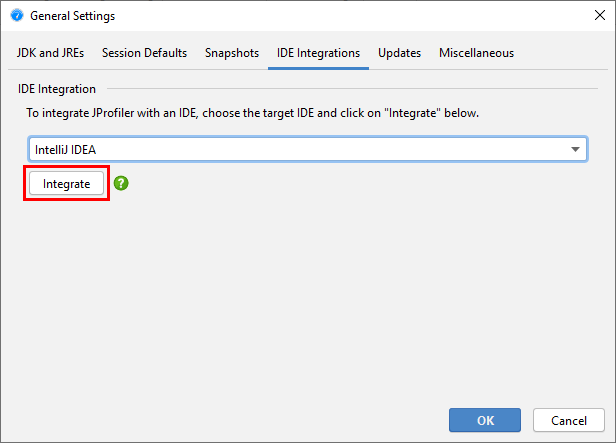 General Settings
JDK and JREs Session Defaults Snapshots IDE Integrations Updates Miscellaneous
IDE Integration
To integrate JProfiler with an IDE, choose the target IDE and click on "Integrate" below.
IntelliJ IDEA
Integrate ?
OK Cancel